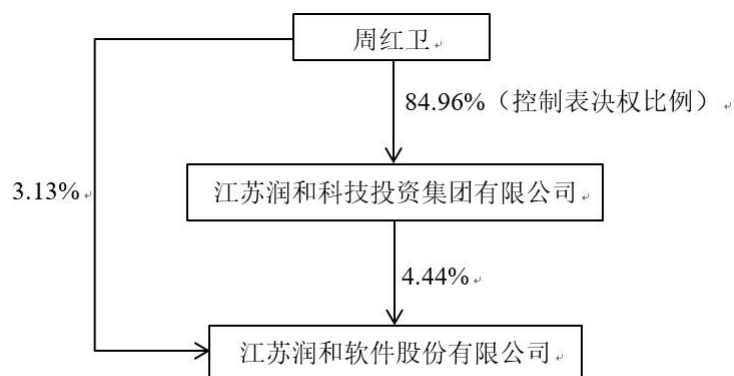 周红卫
84.96%（控制表决权比例）
3.13%
江苏润和科技投资集团有限公司
4.44%
江苏润和软件股份有限公司